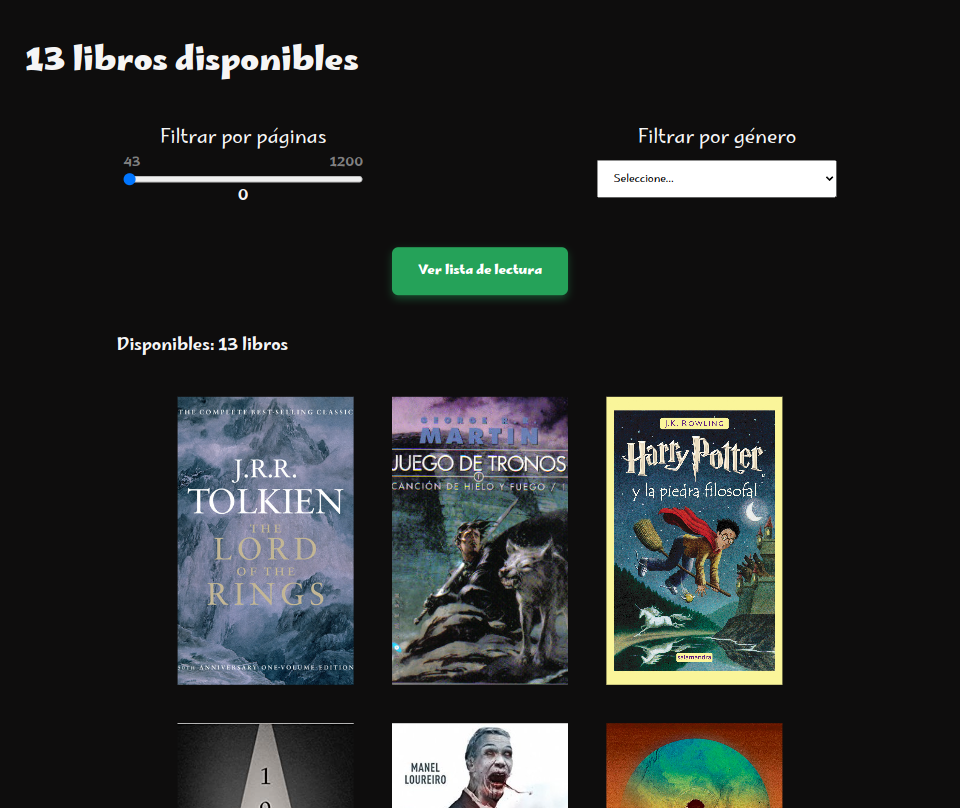 13 libros disponibles
Filtrar por páginas
43 1200
0
Filtrar por género
Seleccione...
Ver lista de lectura
Disponibles: 13 libros
THE COMPLETE BEST-SELLING CLASSIC
J.R.R.
TOLKIEN
THE
LORD
OF THE
RINGS
50TH ANNIVERSARY ONE-VOLUME EDITION
GEORGE R. R.
MARTIN
JUEGO DE TRONOS
CANCIÓN DE HIELO Y FUEGO / 1
J.K. ROWLING
Harry Potter
y la piedra filosofal
salamandra
1
9
MANEL
LOUREIRO